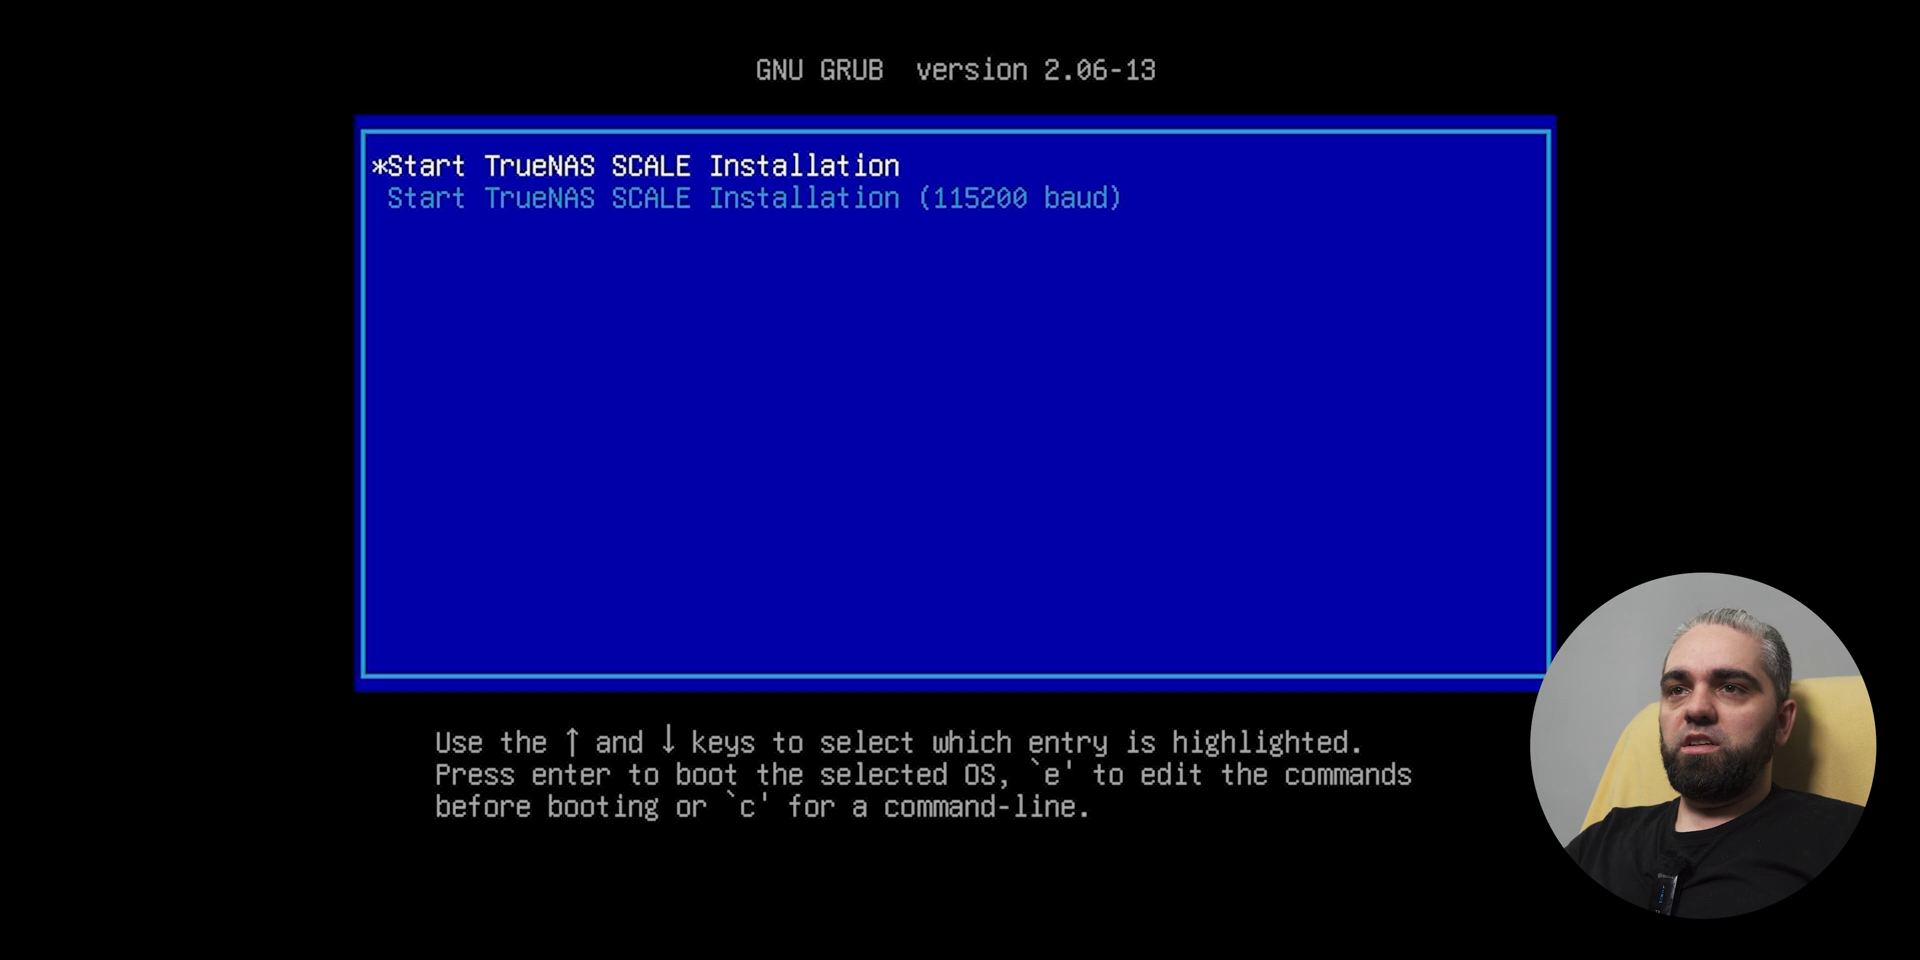 GNU GRUB  version 2.06-13
*Start TrueNAS SCALE Installation
 Start TrueNAS SCALE Installation (115200 baud)
Use the ↑ and ↓ keys to select which entry is highlighted.
Press enter to boot the selected OS, `e' to edit the commands
before booting or `c' for a command-line.